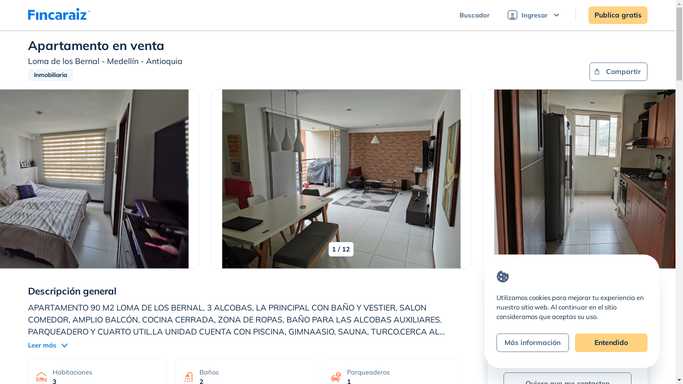 Fincaraiz
Buscador
Ingresar
Publica gratis
Apartamento en venta
Loma de los Bernal - Medellín - Antioquia
Inmobiliaria
Compartir
1 / 12
Descripción general
APARTAMENTO 90 M2 LOMA DE LOS BERNAL, 3 ALCOBAS, LA PRINCIPAL CON BAÑO Y VESTIER, SALON
COMEDOR, AMPLIO BALCÓN, COCINA CERRADA, ZONA DE ROPAS, BAÑO PARA LAS ALCOBAS AUXILIARES,
PARQUEADERO Y CUARTO UTIL.LA UNIDAD CUENTA CON PISCINA, GIMNAASIO, SAUNA, TURCO.CERCA AL...
Leer más
Habitaciones
3
Baños
2
Parqueaderos
1
Utilizamos cookies para mejorar tu experiencia en
nuestro sitio web. Al continuar en el sitio
consideramos que aceptas su uso.
Más información
Entendido
Quiero que me contacten